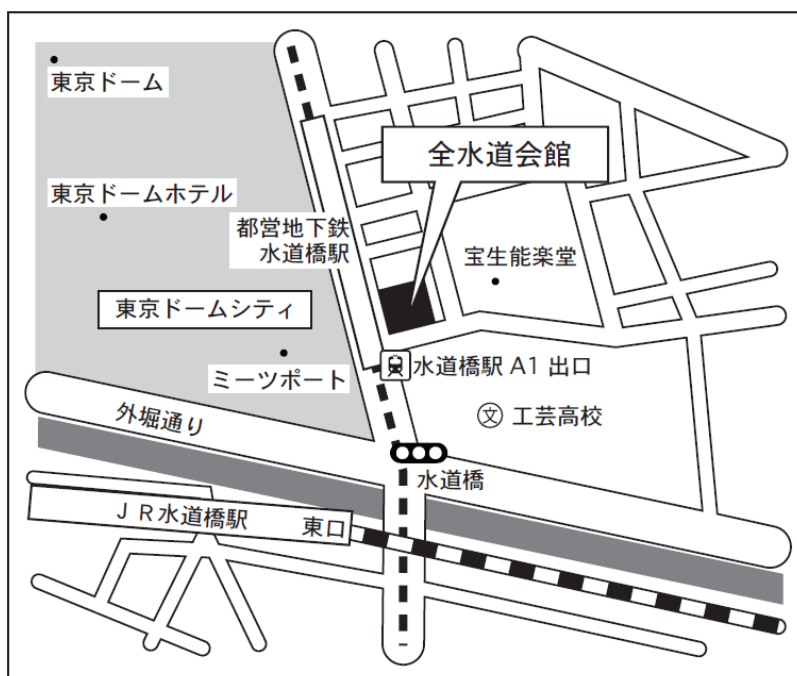 東京ドーム
全水道会館
東京ドームホテル
都営地下鉄
水道橋駅
宝生能楽堂
東京ドームシティ
ミーツポート
水道橋駅 A1 出口
外堀通り
文 工芸高校
水道橋
JR水道橋駅 東口